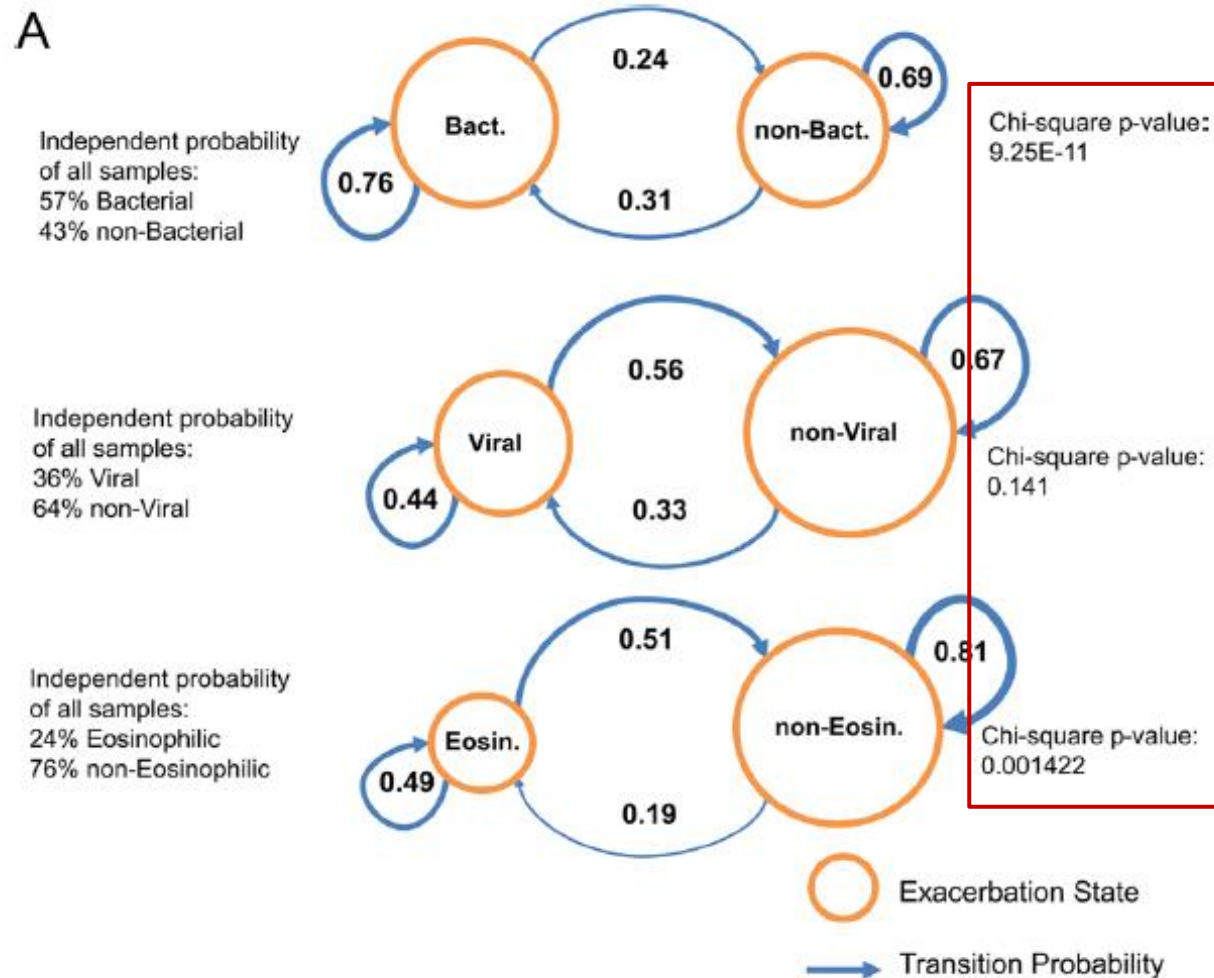 A
Independent probability
of all samples:
57% Bacterial
43% non-Bacterial
0.76
Bact.
0.24
0.31
non-Bact.
0.69
Chi-square p-value:
9.25E-11
Independent probability
of all samples:
36% Viral
64% non-Viral
0.44
Viral
0.56
0.33
non-Viral
0.67
Chi-square p-value:
0.141
Independent probability
of all samples:
24% Eosinophilic
76% non-Eosinophilic
0.49
Eosin.
0.51
0.19
non-Eosin.
0.81
Chi-square p-value:
0.001422
Exacerbation State
Transition Probability